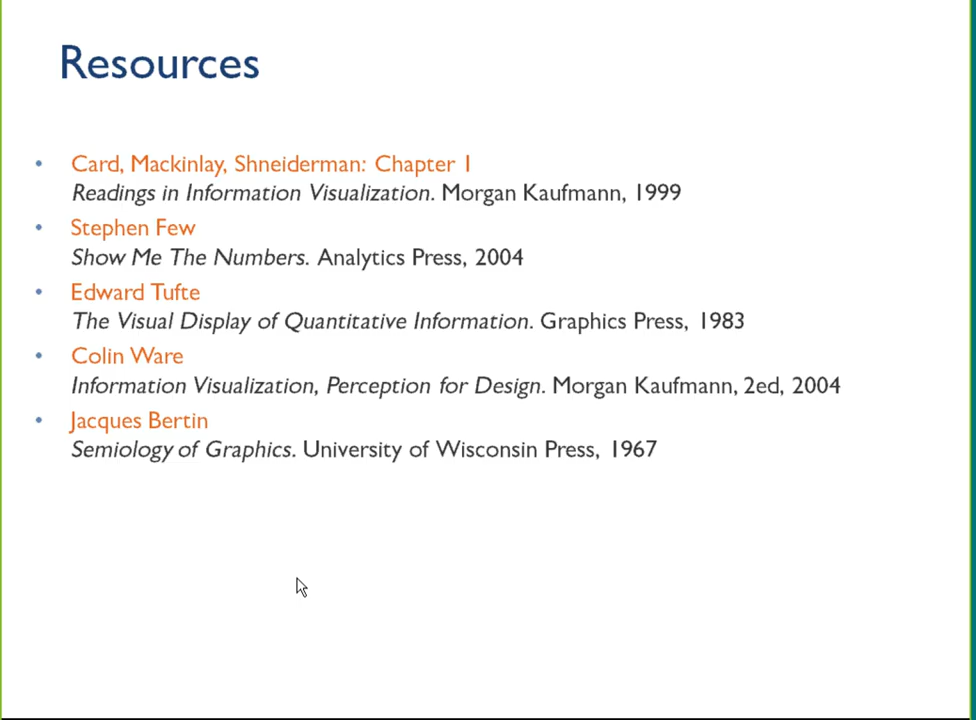 Resources
• Card, Mackinlay, Shneiderman: Chapter 1
Readings in Information Visualization. Morgan Kaufmann, 1999
• Stephen Few
Show Me The Numbers. Analytics Press, 2004
• Edward Tufte
The Visual Display of Quantitative Information. Graphics Press, 1983
• Colin Ware
Information Visualization, Perception for Design. Morgan Kaufmann, 2ed, 2004
• Jacques Bertin
Semiology of Graphics. University of Wisconsin Press, 1967